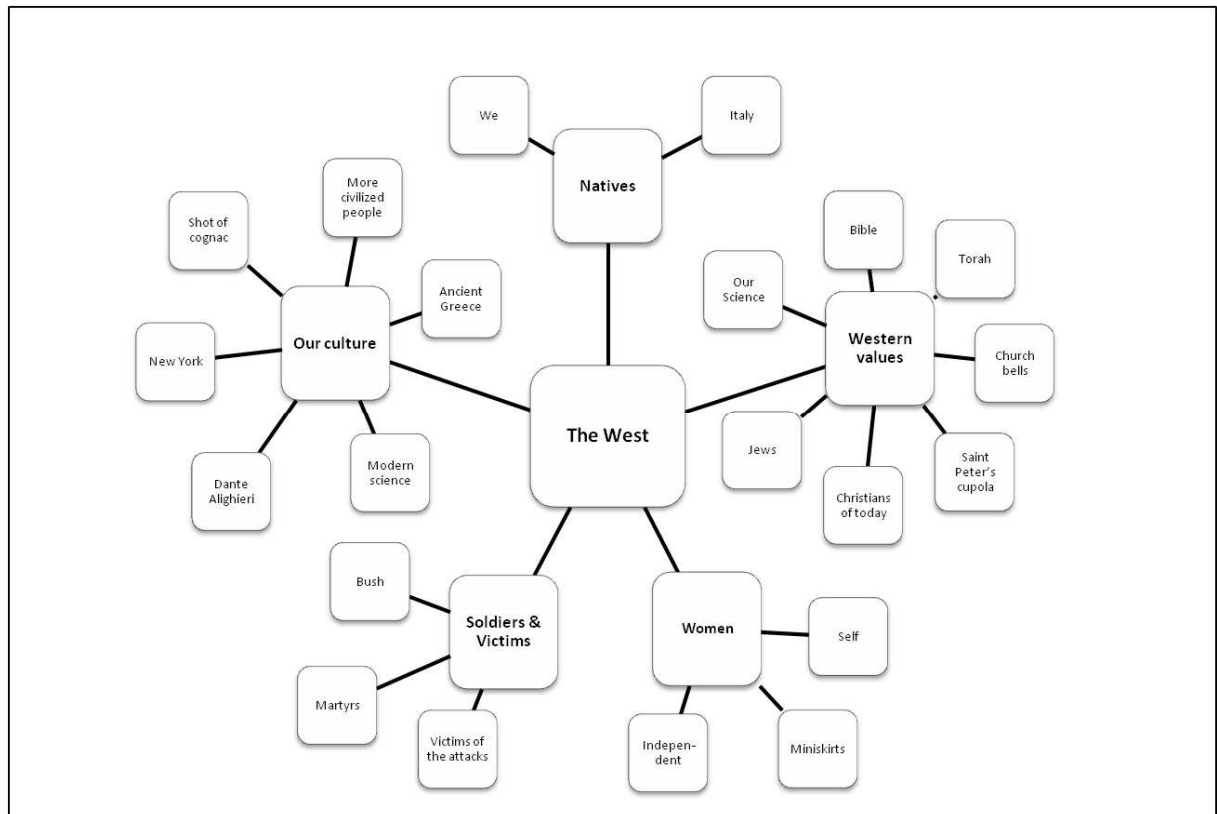 We
Italy
Natives
More
civilized
people
Shot of
cognac
Ancient
Greece
Our culture
New York
Dante
Alighieri
Modern
science
Bible
Torah
Our
Science
Western
values
Church
bells
Jews
Christians
of today
Saint
Peter's
cupola
The West
Bush
Soldiers &
Victims
Martyrs
Victims of
the attacks
Women
Self
Indepen-
dent
Miniskirts